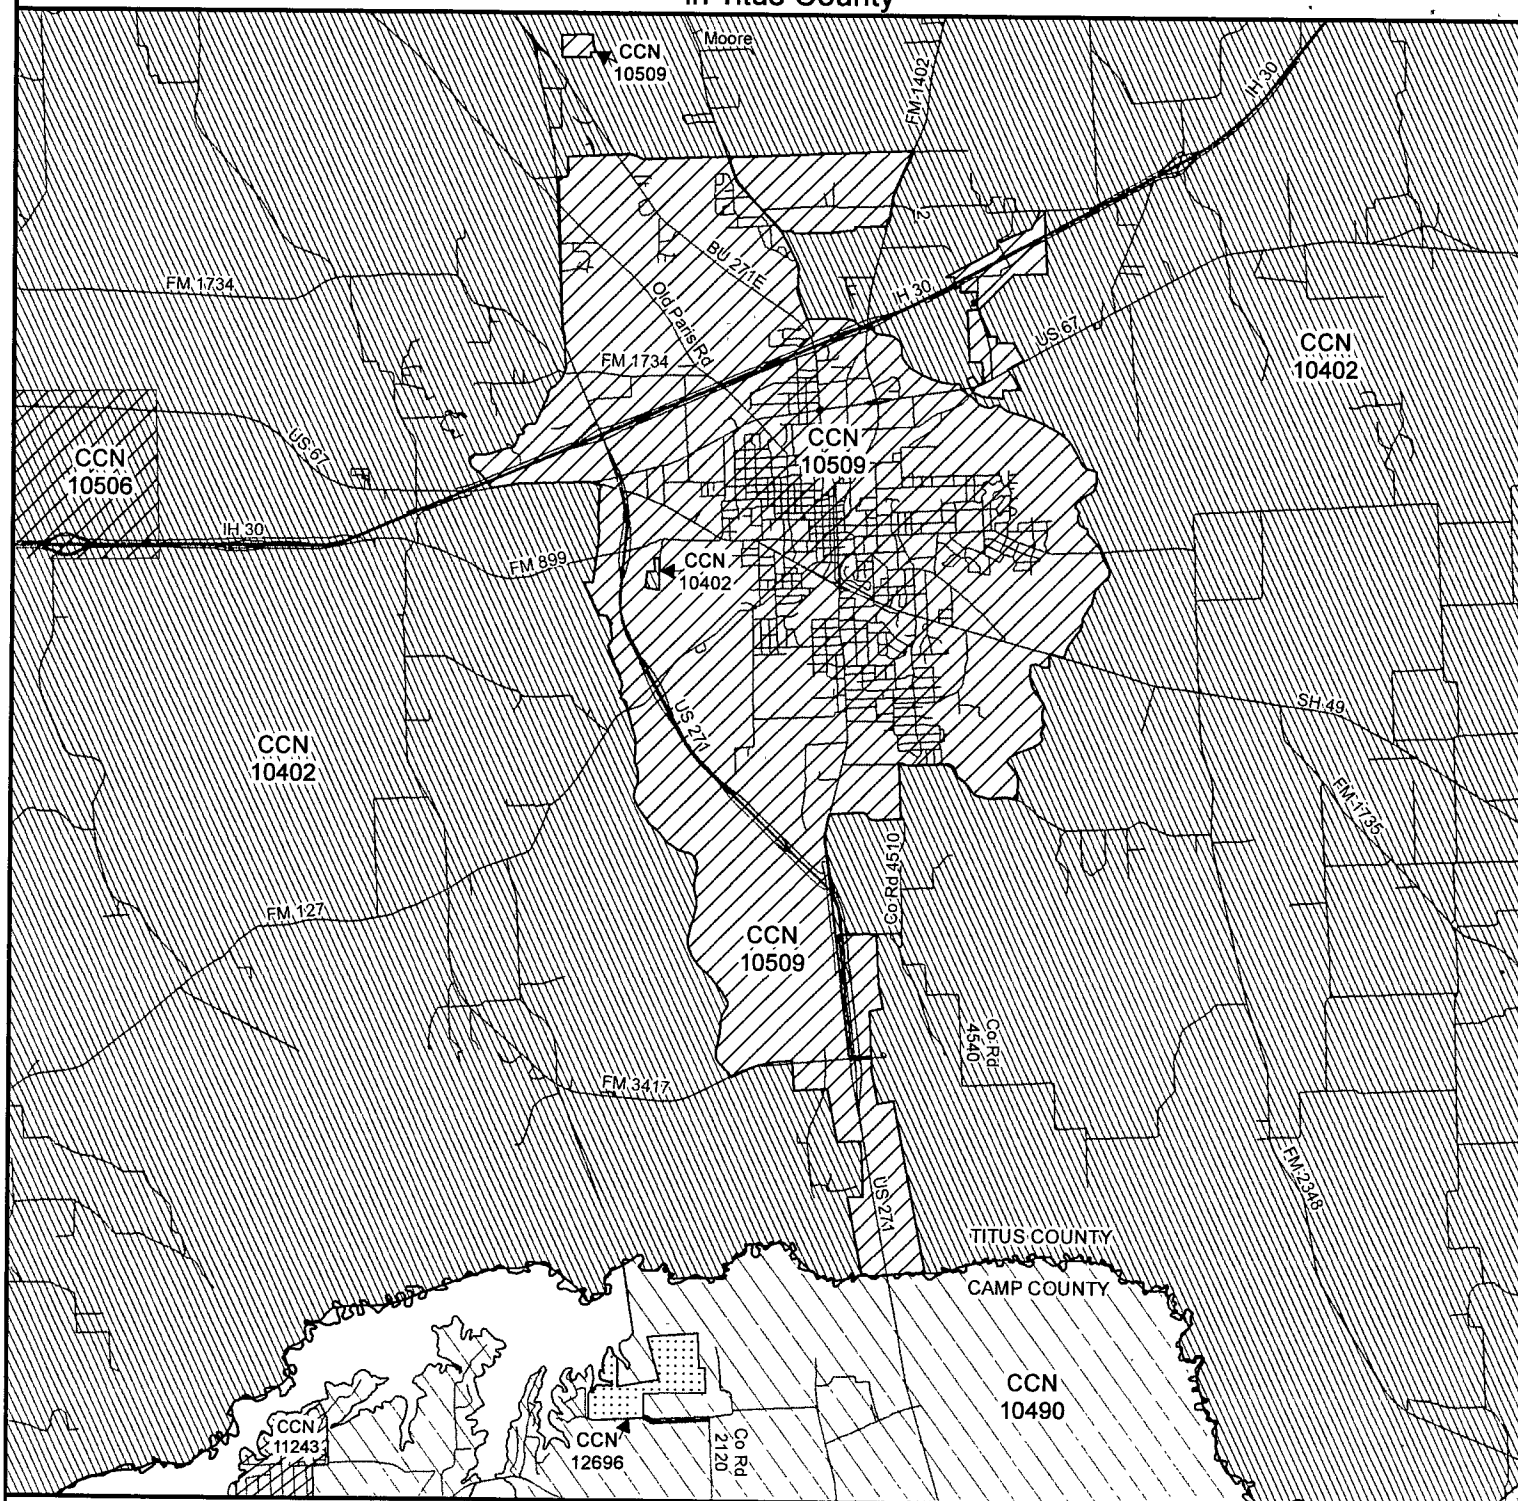 in Titus County
Moore
CCN
10509
FM 1402
IH 30
2
BU 271E
FM 1734
Old Paris Rd
IH 30
US 67
FM 1734
CCN
10402
US 67
CCN
10509
CCN
10506
IH 30
FM 899
CCN
10402
US 271
SH 49
CCN
10402
FM 1735
Co Rd 4510
FM 127
CCN
10509
Co Rd
4540
FM 3417
FM 2348
US 271
TITUS COUNTY
CAMP COUNTY
CCN
10490
CCN
11243
CCN
12696
Co Rd
2120